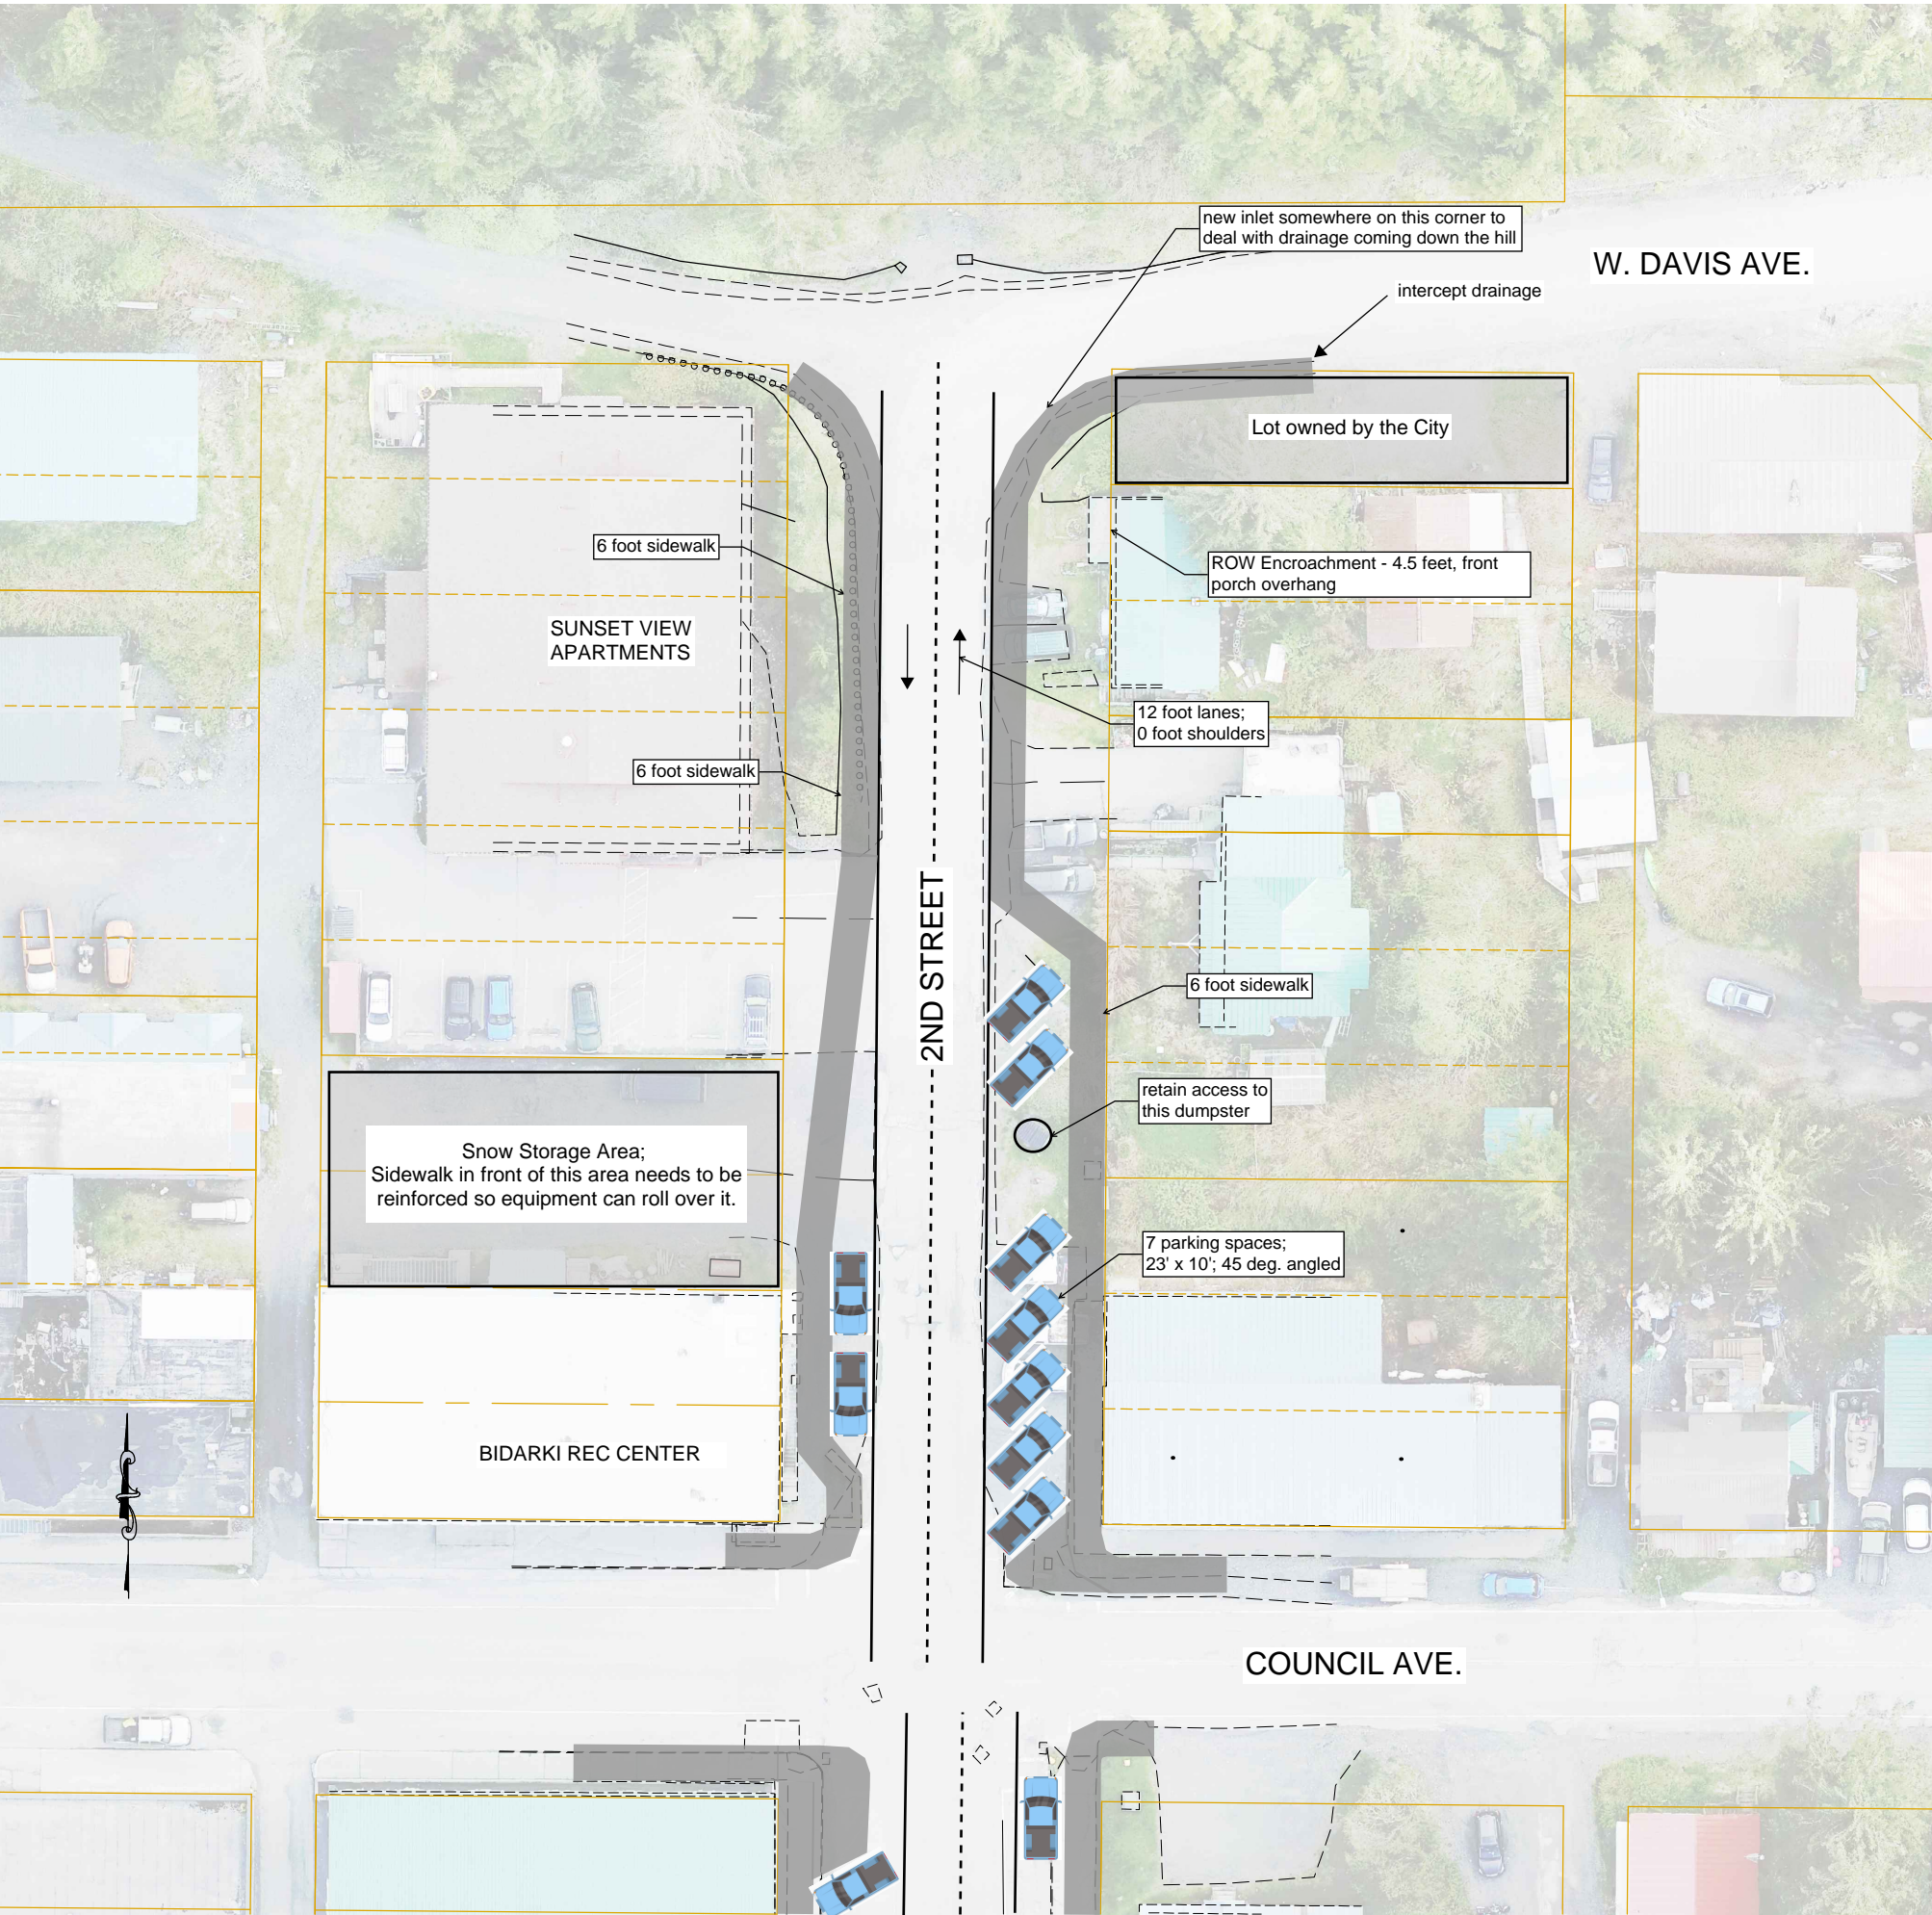 new inlet somewhere on this corner to
deal with drainage coming down the hill
W. DAVIS AVE.
intercept drainage
Lot owned by the City
6 foot sidewalk
ROW Encroachment - 4.5 feet, front
porch overhang
SUNSET VIEW
APARTMENTS
12 foot lanes;
0 foot shoulders
6 foot sidewalk
2ND STREET
6 foot sidewalk
retain access to
this dumpster
Snow Storage Area;
Sidewalk in front of this area needs to be
reinforced so equipment can roll over it.
7 parking spaces;
23' x 10'; 45 deg. angled
BIDARKI REC CENTER
COUNCIL AVE.